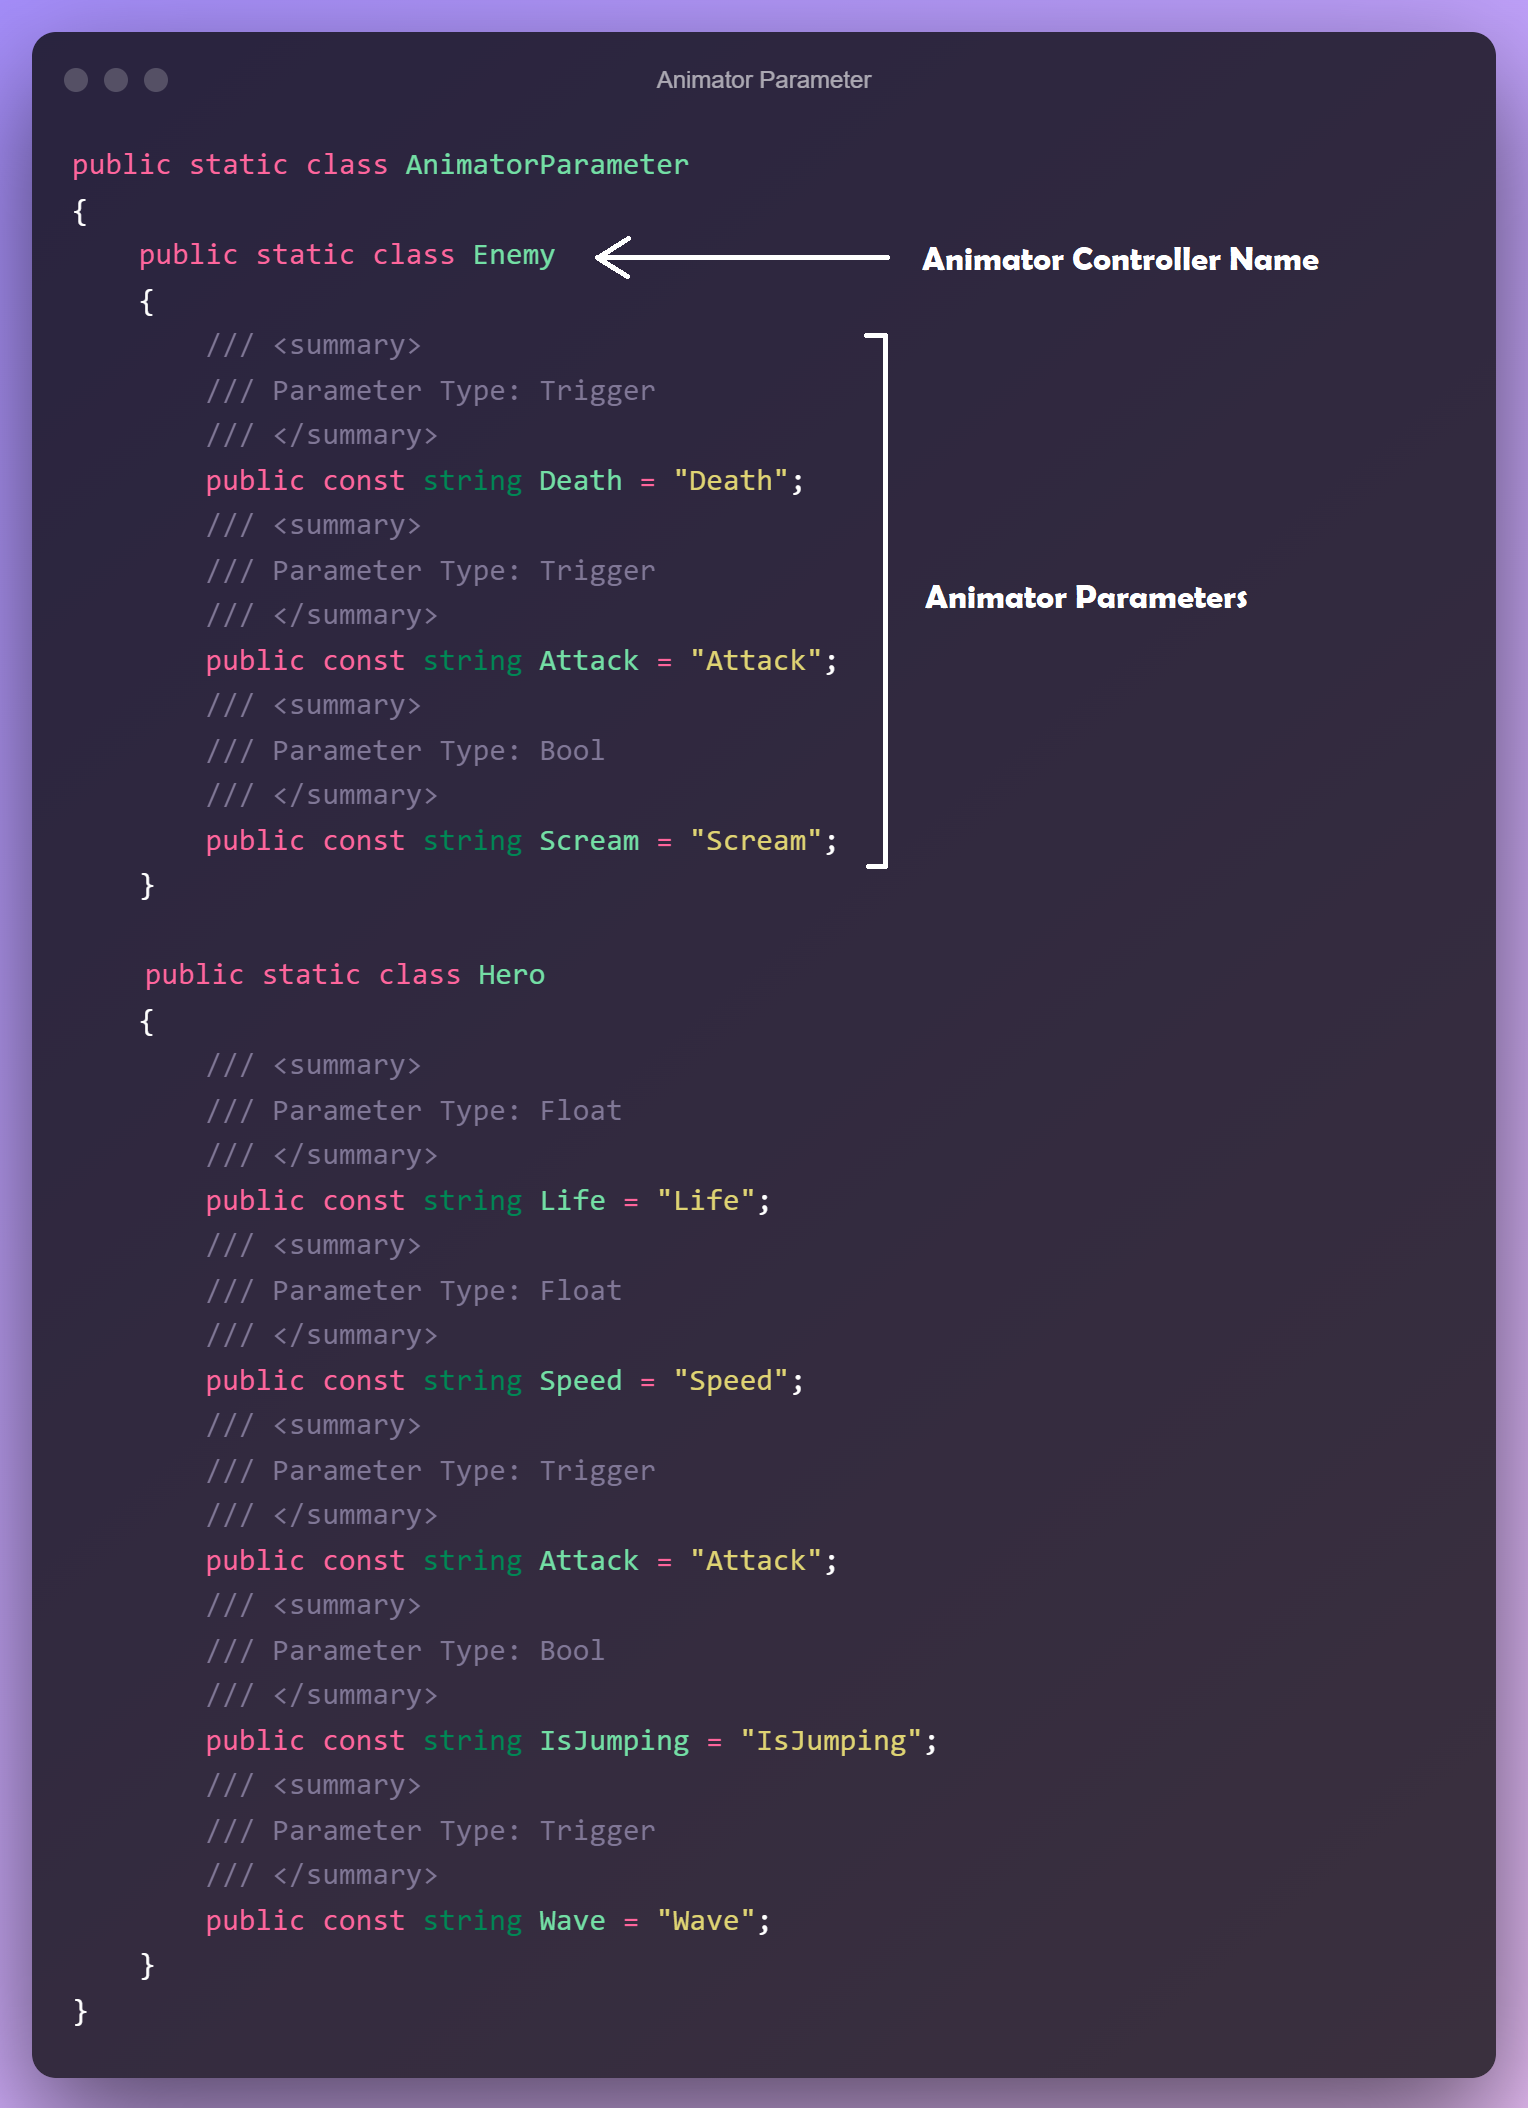 Animator Parameter
public static class AnimatorParameter
{
public static class Enemy
Animator Controller Name
{
/// <summary>
/// Parameter Type: Trigger
/// </summary>
public const string Death = "Death";
/// <summary>
/// Parameter Type: Trigger
Animator Parameters
/// </summary>
public const string Attack = "Attack";
/// <summary>
/// Parameter Type: Bool
/// </summary>
public const string Scream = "Scream";
}
public static class Hero
{
/// <summary>
/// Parameter Type: Float
/// </summary>
public const string Life = "Life";
/// <summary>
/// Parameter Type: Float
/// </summary>
public const string Speed = "Speed";
/// <summary>
/// Parameter Type: Trigger
/// </summary>
public const string Attack = "Attack";
/// <summary>
/// Parameter Type: Bool
/// </summary>
public const string IsJumping = "IsJumping";
/// <summary>
/// Parameter Type: Trigger
/// </summary>
public const string Wave = "Wave";
}
}